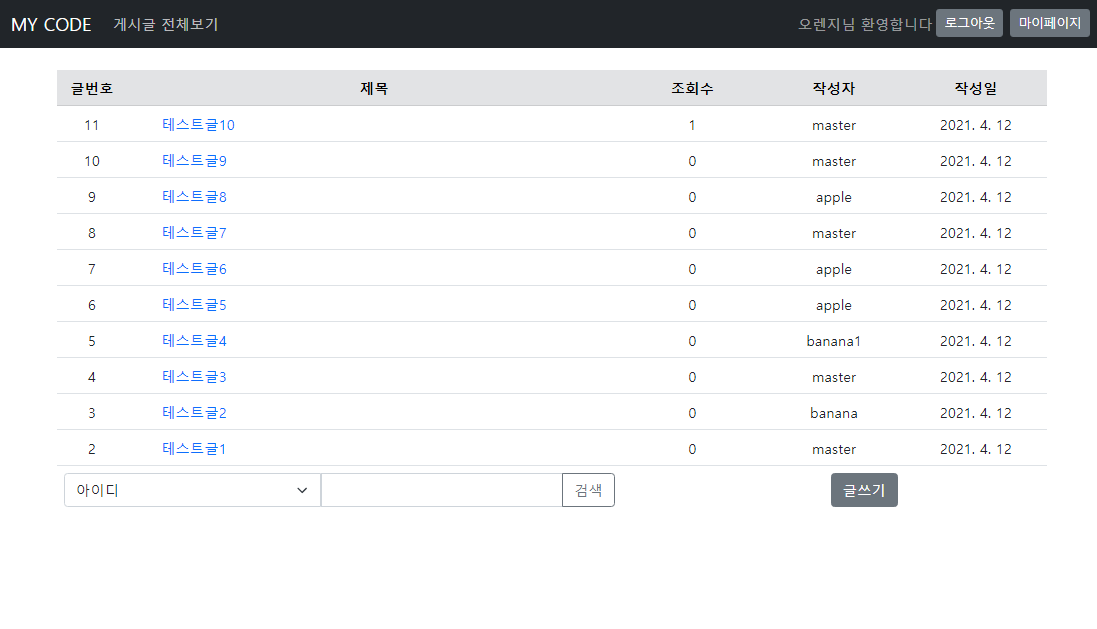 MY CODE 게시글 전체보기 오렌지님 환영합니다 로그아웃 마이페이지
글번호 제목 조회수 작성자 작성일
11 테스트글10 1 master 2021. 4. 12
10 테스트글9 0 master 2021. 4. 12
9 테스트글8 0 apple 2021. 4. 12
8 테스트글7 0 master 2021. 4. 12
7 테스트글6 0 apple 2021. 4. 12
6 테스트글5 0 apple 2021. 4. 12
5 테스트글4 0 banana1 2021. 4. 12
4 테스트글3 0 master 2021. 4. 12
3 테스트글2 0 banana 2021. 4. 12
2 테스트글1 0 master 2021. 4. 12
아이디 검색 글쓰기